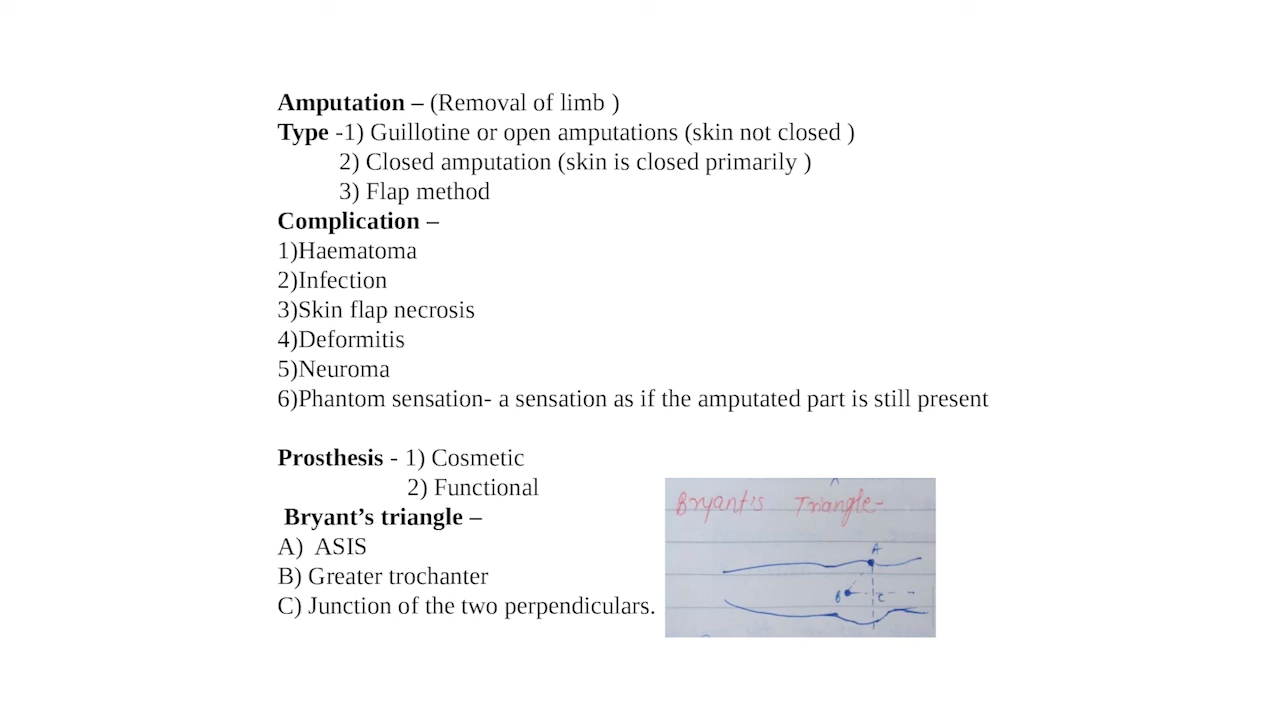 Amputation – (Removal of limb )
Type -1) Guillotine or open amputations (skin not closed )
2) Closed amputation (skin is closed primarily )
3) Flap method
Complication –
1)Haematoma
2)Infection
3)Skin flap necrosis
4)Deformitis
5)Neuroma
6)Phantom sensation- a sensation as if the amputated part is still present
Prosthesis - 1) Cosmetic
2) Functional
Bryant’s triangle –
A) ASIS
B) Greater trochanter
C) Junction of the two perpendiculars.
Bryant's Triangle-
A
B C